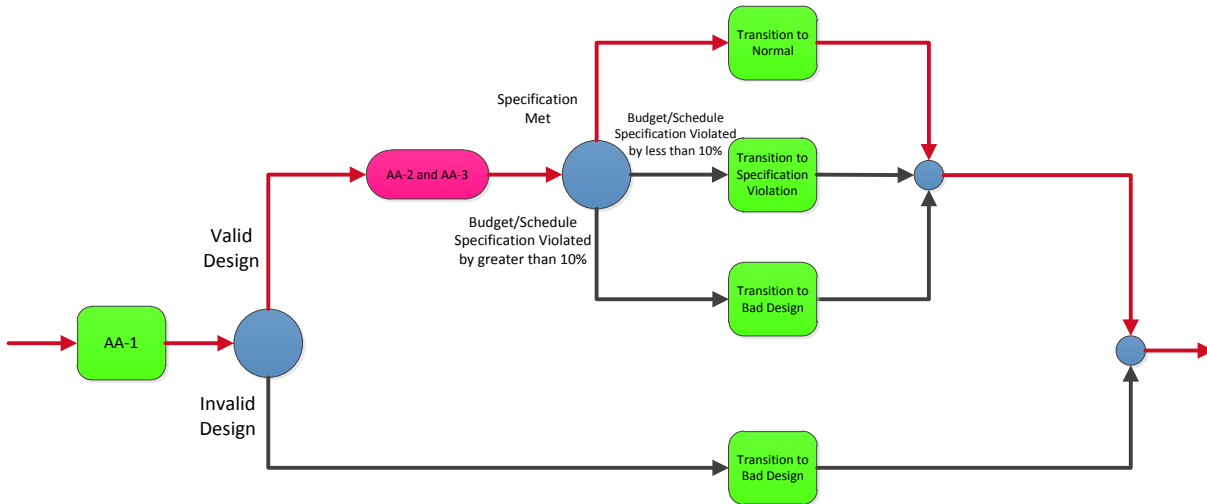 Transition to
Normal
Specification
Met
Budget/Schedule
Specification Violated
by less than 10%
Transition to
Specification
Violation
AA-2 and AA-3
Budget/Schedule
Specification Violated
by greater than 10%
Valid
Design
Transition to
Bad Design
AA-1
Invalid
Design
Transition to
Bad Design